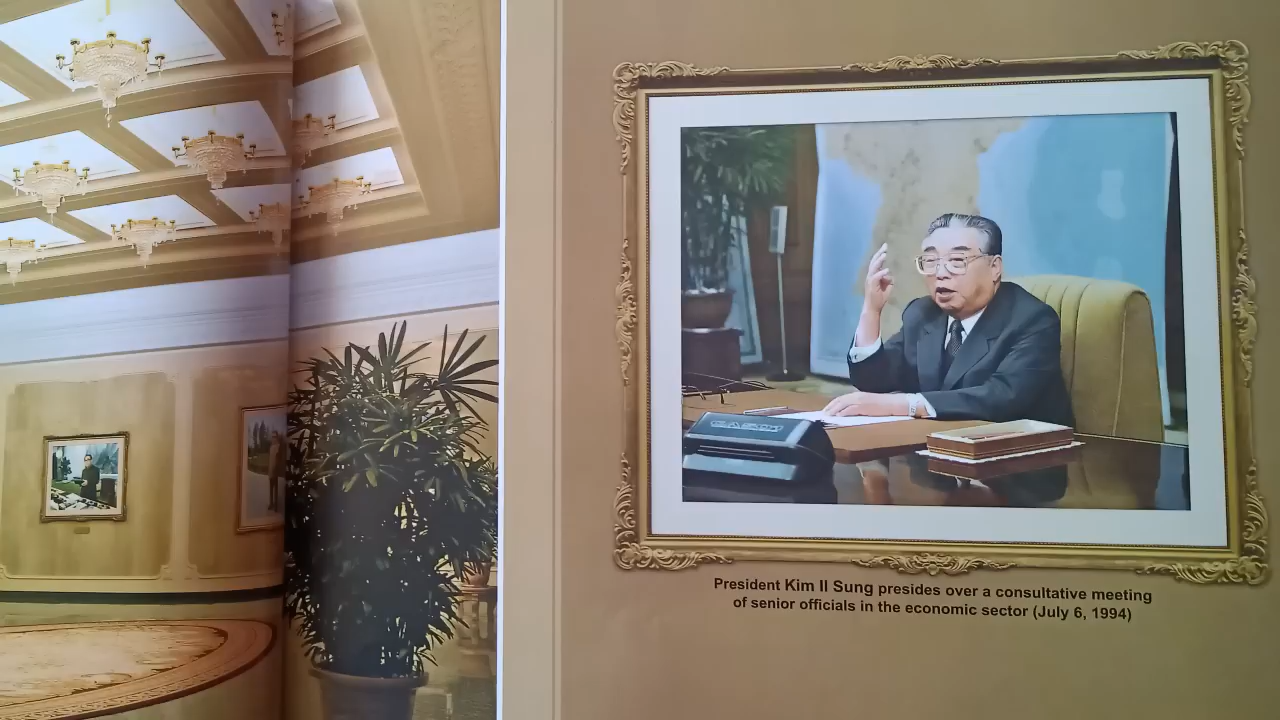 President Kim Il Sung presides over a consultative meeting
of senior officials in the economic sector (July 6, 1994)